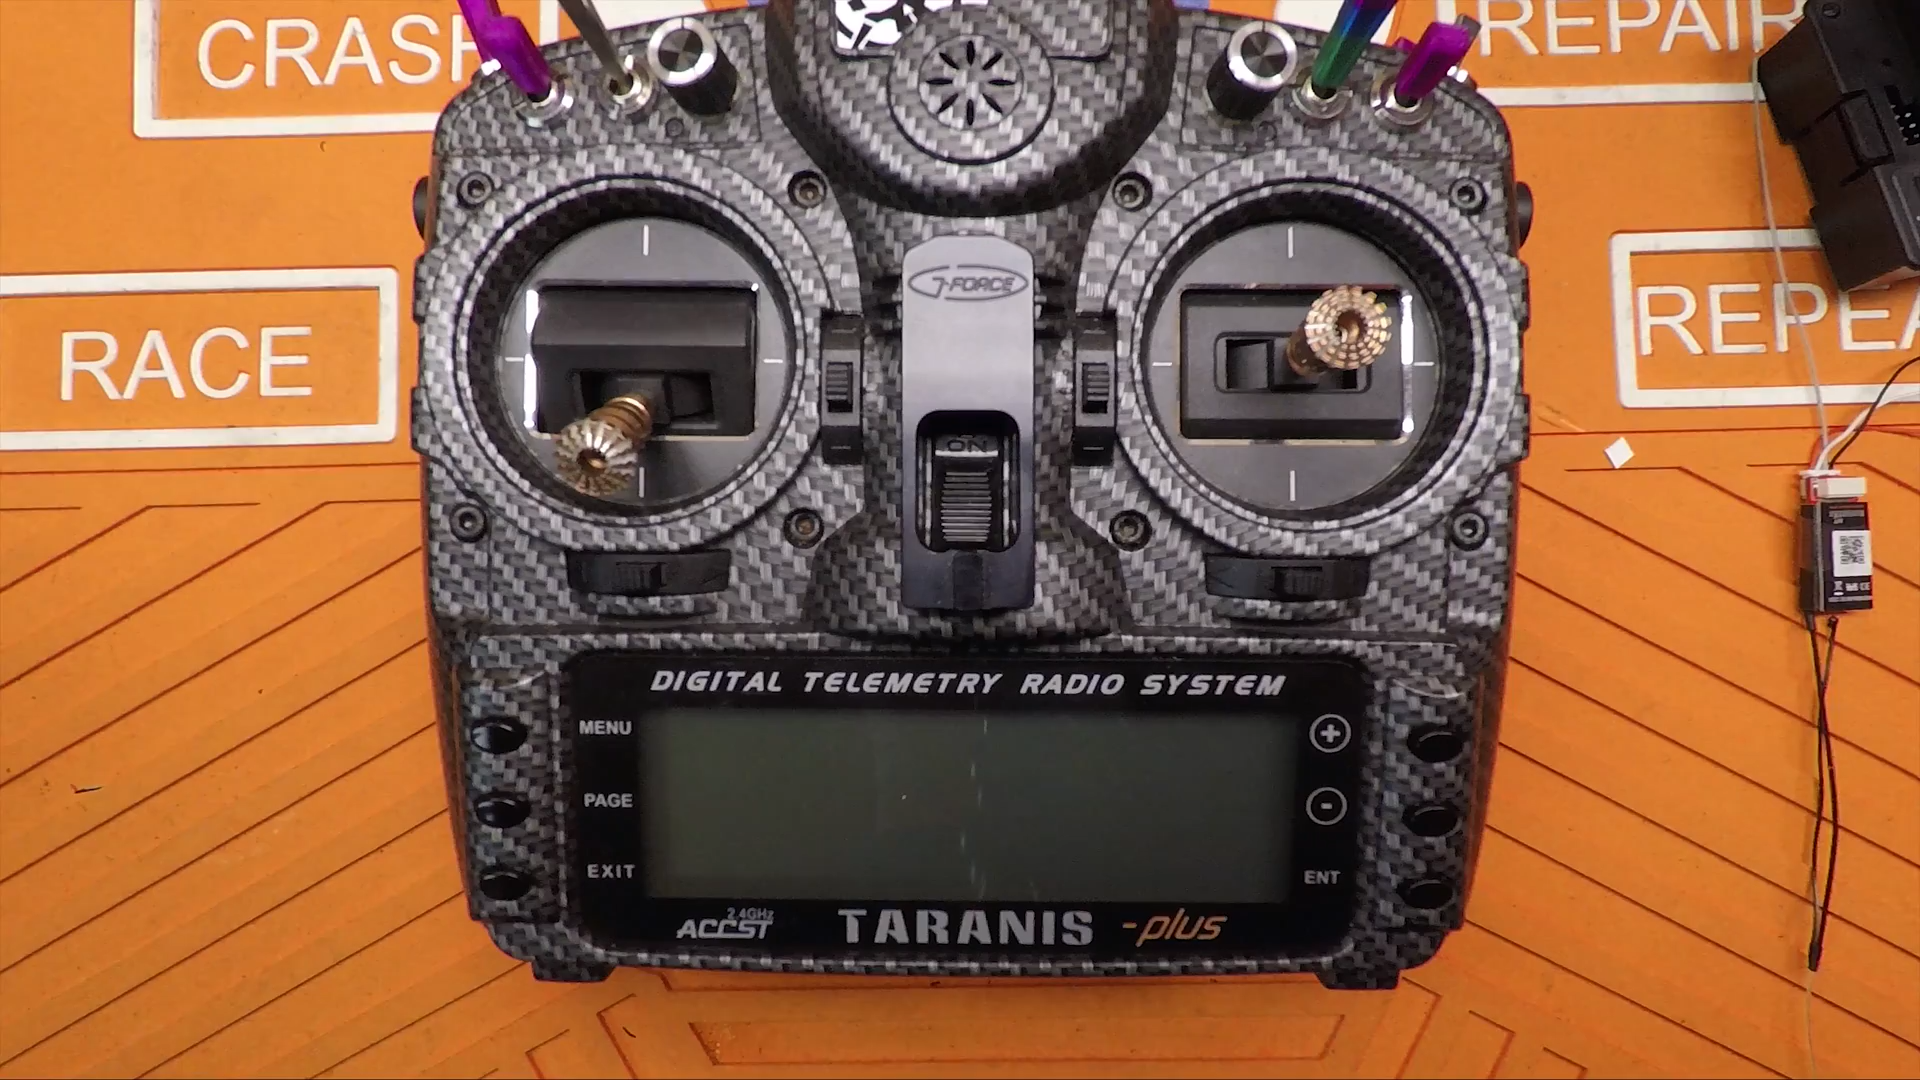 CRASH
REPAIR
RACE
REPEA
G-FORCE
ON
DIGITAL TELEMETRY RADIO SYSTEM
MENU
PAGE
EXIT
+
-
ENT
2.4GHz
ACCST
TARANIS -plus